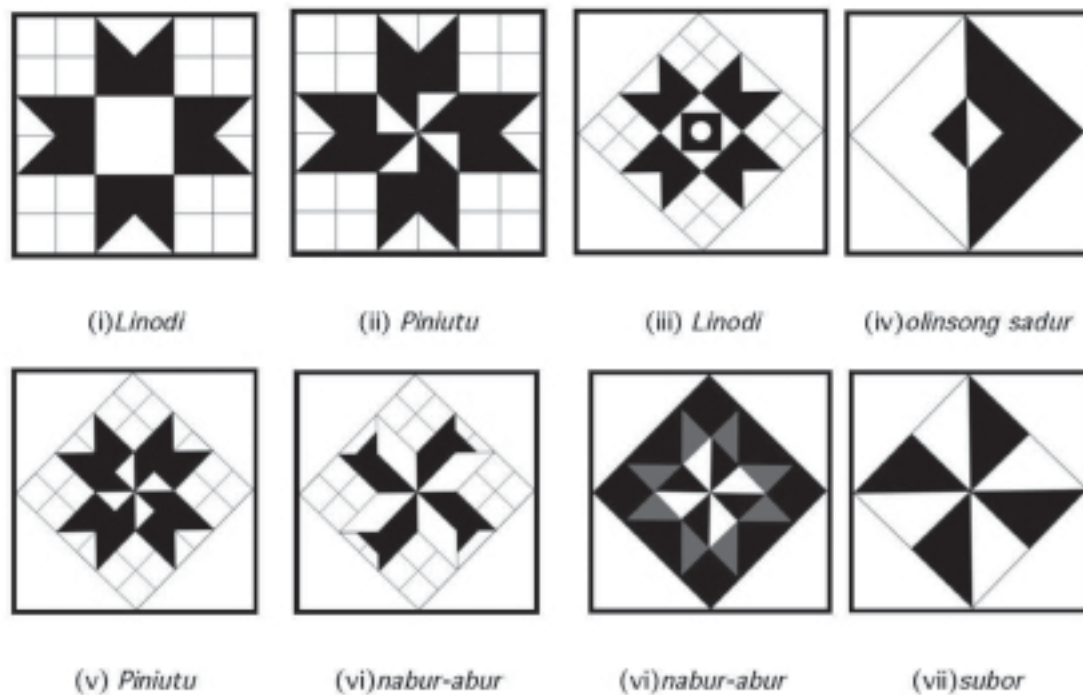 (i)Linodi
(ii) Piniutu
(iii) Linodi
(iv)olinsong sadur
(v) Piniutu
(vi)nabur-abur
(vi)nabur-abur
(vii)subor